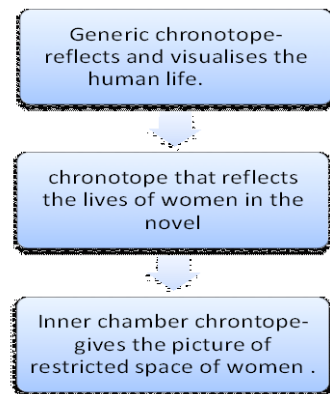 Generic chronotope-
reflects and visualises the
human life.
chronotope that reflects
the lives of women in the
novel
Inner chamber chrontope-
gives the picture of
restricted space of women .